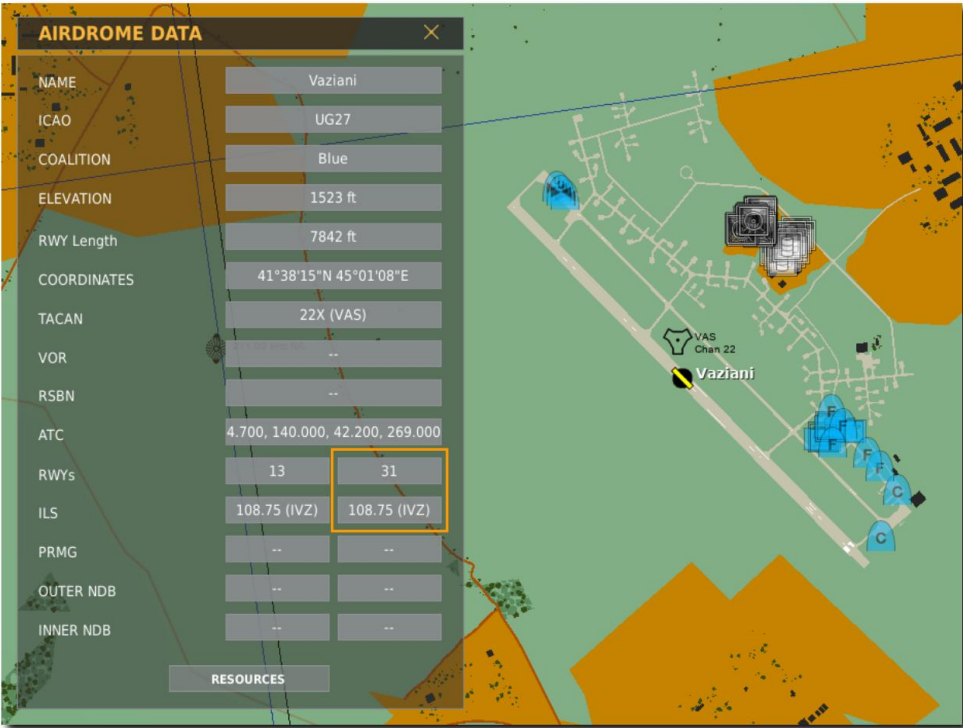 AIRDROME DATA
NAME Vaziani
ICAO UG27
COALITION Blue
ELEVATION 1523 ft
RWY Length 7842 ft
COORDINATES 41°38'15"N 45°01'08"E
TACAN 22X (VAS)
VOR --
RSBN --
ATC 4.700, 140.000, 42.200, 269.000
RWYs 13 31
ILS 108.75 (IVZ) 108.75 (IVZ)
PRMG -- --
OUTER NDB -- --
INNER NDB -- --
RESOURCES
VAS
Chan 22
Vaziani
F
F
F
F
F
C
C